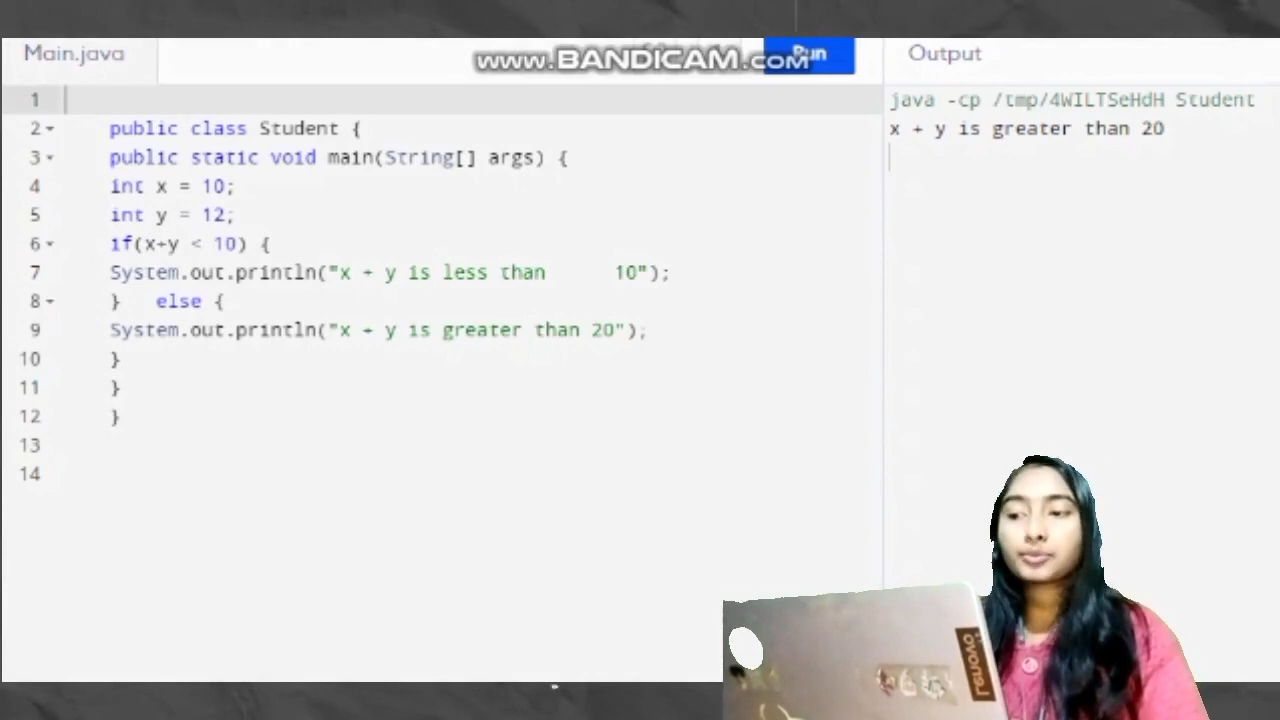 Main.java
www.BANDICAM.com
Run
Output
1
2 public class Student {
3 public static void main(String[] args) {
4 int x = 10;
5 int y = 12;
6 if(x+y < 10) {
7 System.out.println("x + y is less than      10");
8 }   else {
9 System.out.println("x + y is greater than 20");
10 }
11 }
12 }
13
14
java -cp /tmp/4WILTSeHdH Student
x + y is greater than 20
lenovo